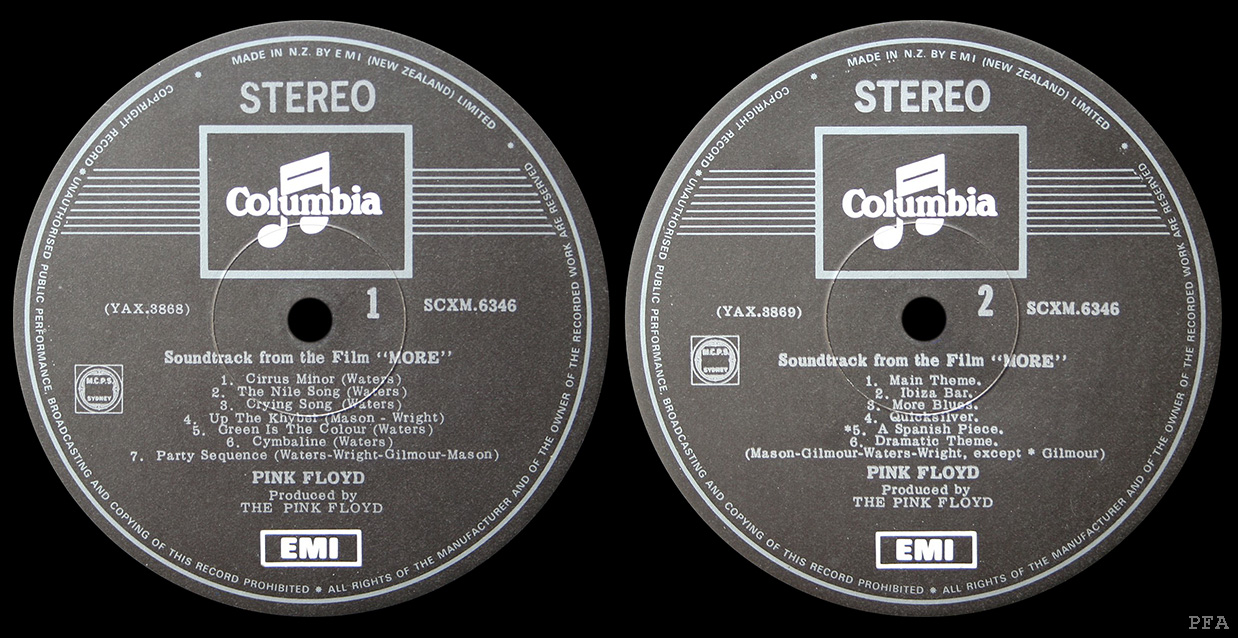 MADE IN N.Z. BY EMI (NEW ZEALAND) LIMITED
COPYRIGHT RECORD * UNAUTHORISED PUBLIC PERFORMANCE, BROADCASTING AND COPYING OF THIS RECORD PROHIBITED * ALL RIGHTS OF THE MANUFACTURER AND OF THE OWNER OF THE RECORDED WORK ARE RESERVED
STEREO
Columbia
1
(YAX.3868)
SCXM.6346
Soundtrack from the Film "MORE"
M.C.P.S.
SYDNEY
1. Cirrus Minor (Waters)
2. The Nile Song (Waters)
3. Crying Song (Waters)
4. Up The Khyber (Mason - Wright)
5. Green Is The Colour (Waters)
6. Cymbaline (Waters)
7. Party Sequence (Waters-Wright-Gilmour-Mason)
PINK FLOYD
Produced by
THE PINK FLOYD
EMI
MADE IN N.Z. BY EMI (NEW ZEALAND) LIMITED
COPYRIGHT RECORD * UNAUTHORISED PUBLIC PERFORMANCE, BROADCASTING AND COPYING OF THIS RECORD PROHIBITED * ALL RIGHTS OF THE MANUFACTURER AND OF THE OWNER OF THE RECORDED WORK ARE RESERVED
STEREO
Columbia
2
(YAX.3869)
SCXM.6346
Soundtrack from the Film "MORE"
M.C.P.S.
SYDNEY
1. Main Theme.
2. Ibiza Bar.
3. More Blues.
4. Quicksilver.
*5. A Spanish Piece.
6. Dramatic Theme.
(Mason-Gilmour-Waters-Wright, except * Gilmour)
PINK FLOYD
Produced by
THE PINK FLOYD
EMI
PFA